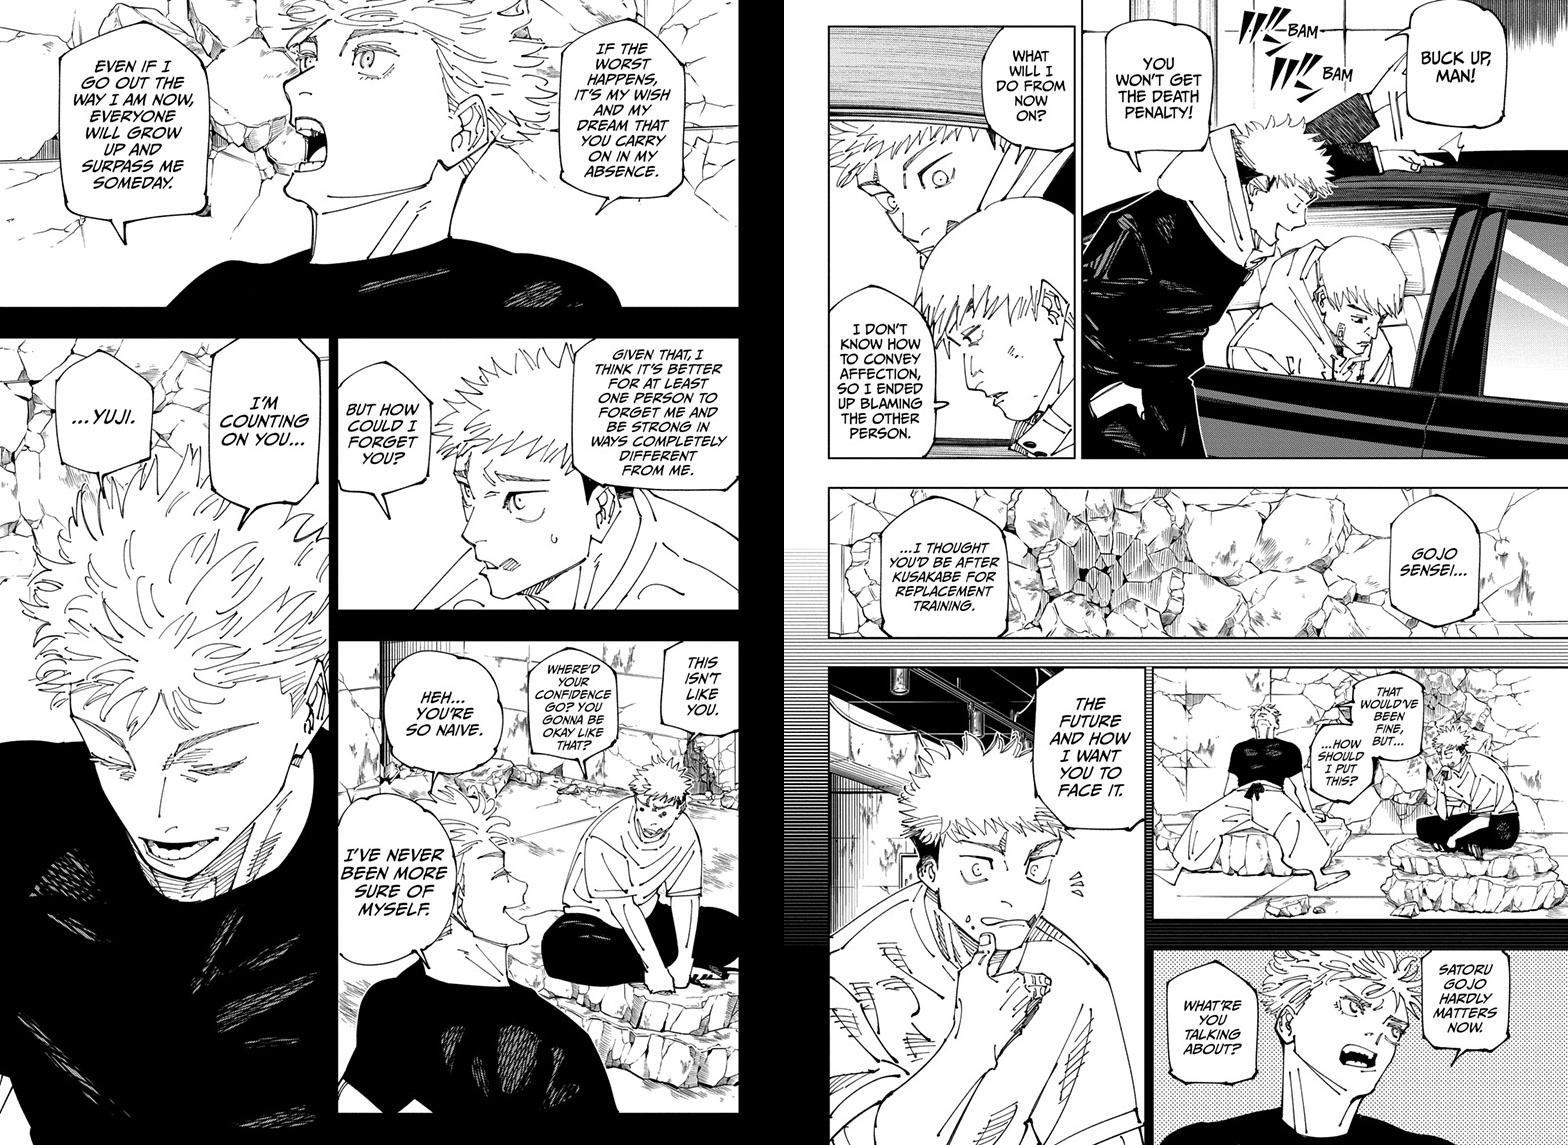 BUCK UP,
MAN!
BAM
BAM
YOU
WON'T GET
THE DEATH
PENALTY!
WHAT
WILL I
DO FROM
NOW
ON?
I DON'T
KNOW HOW
TO CONVEY
AFFECTION,
SO I ENDED
UP BLAMING
THE OTHER
PERSON.
GOJO
SENSEI...
...I THOUGHT
YOU'D BE AFTER
KUSAKABE FOR
REPLACEMENT
TRAINING.
THAT
WOULD'VE
BEEN
FINE,
BUT...
...HOW
SHOULD
I PUT
THIS?
THE
FUTURE
AND HOW
I WANT
YOU TO
FACE IT.
SATORU
GOJO
HARDLY
MATTERS
NOW.
WHAT'RE
YOU
TALKING
ABOUT?
IF THE
WORST
HAPPENS,
IT'S MY WISH
AND MY
DREAM THAT
YOU CARRY
ON IN MY
ABSENCE.
EVEN IF I
GO OUT THE
WAY I AM NOW,
EVERYONE
WILL GROW
UP AND
SURPASS ME
SOMEDAY.
GIVEN THAT, I
THINK IT'S BETTER
FOR AT LEAST
ONE PERSON TO
FORGET ME AND
BE STRONG IN
WAYS COMPLETELY
DIFFERENT
FROM ME.
BUT HOW
COULD I
FORGET
YOU?
THIS
ISN'T
LIKE
YOU.
WHERE'D
YOUR
CONFIDENCE
GO? YOU
GONNA BE
OKAY LIKE
THAT?
HEH...
YOU'RE
SO NAIVE.
I'VE NEVER
BEEN MORE
SURE OF
MYSELF.
I'M
COUNTING
ON YOU...
...YUJI.